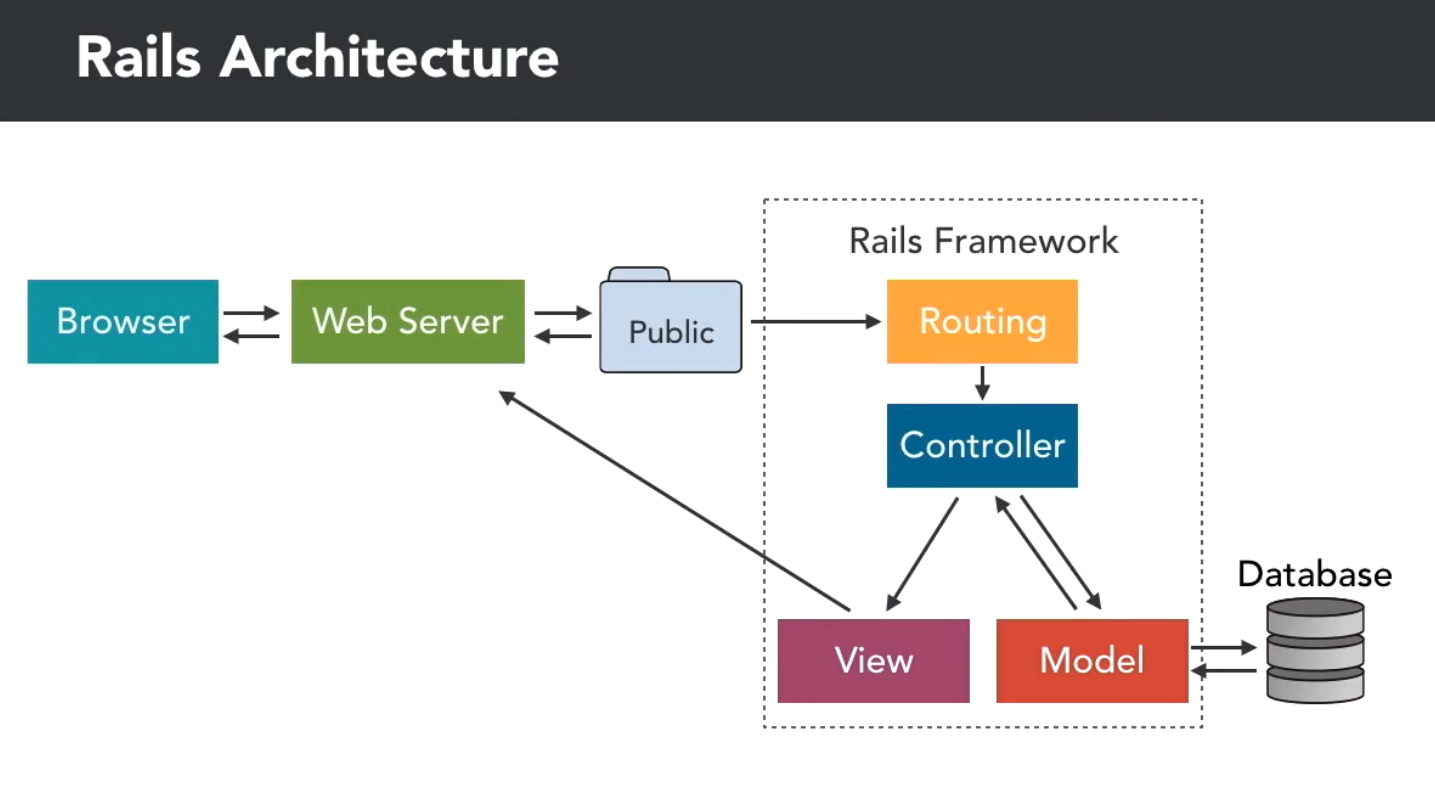 Rails Architecture
Rails Framework
Browser
Web Server
Public
Routing
Controller
Database
View
Model